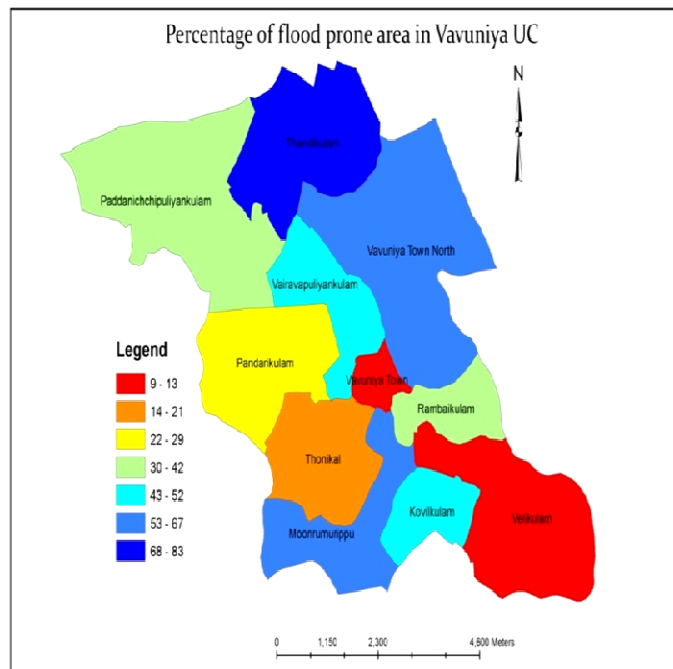 Percentage of flood prone area in Vavuniya UC
N
Thandikulam
Paddanichchipuliyankulam
Vavuniya Town North
Vairavapuliyankulam
Legend
9 - 13
14 - 21
22 - 29
30 - 42
43 - 52
53 - 67
68 - 83
Pandarikulam
Vavuniya Town
Rambaikulam
Thonikal
Kovilkulam
Velikulam
Moonrumurippu
0 1,150 2,300 4,600 Meters